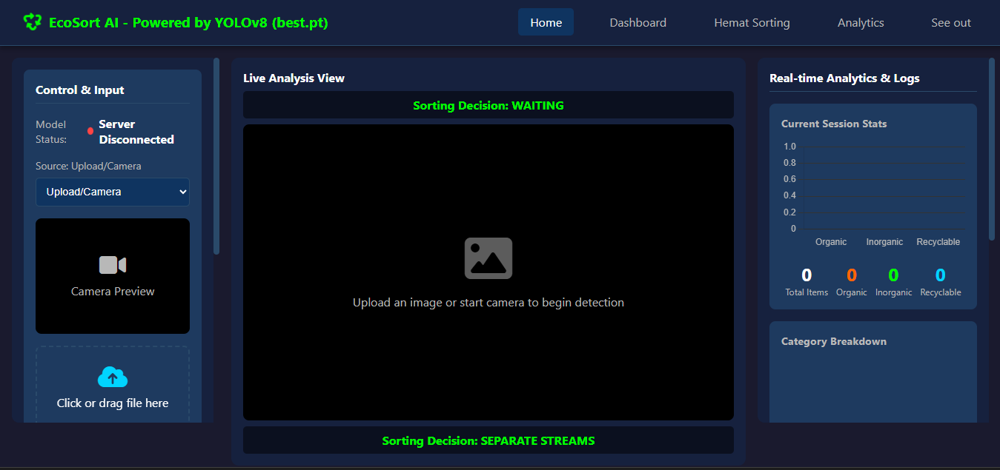 EcoSort AI - Powered by YOLOv8 (best.pt)
Home
Dashboard
Hemat Sorting
Analytics
See out
Control & Input
Model
Status:
Server
Disconnected
Source: Upload/Camera
Upload/Camera
Camera Preview
Click or drag file here
Live Analysis View
Sorting Decision: WAITING
Upload an image or start camera to begin detection
Sorting Decision: SEPARATE STREAMS
Real-time Analytics & Logs
Current Session Stats
1.0
0.8
0.6
0.4
0.2
0
Organic Inorganic Recyclable
0 0 0 0
Total Items Organic Inorganic Recyclable
Category Breakdown